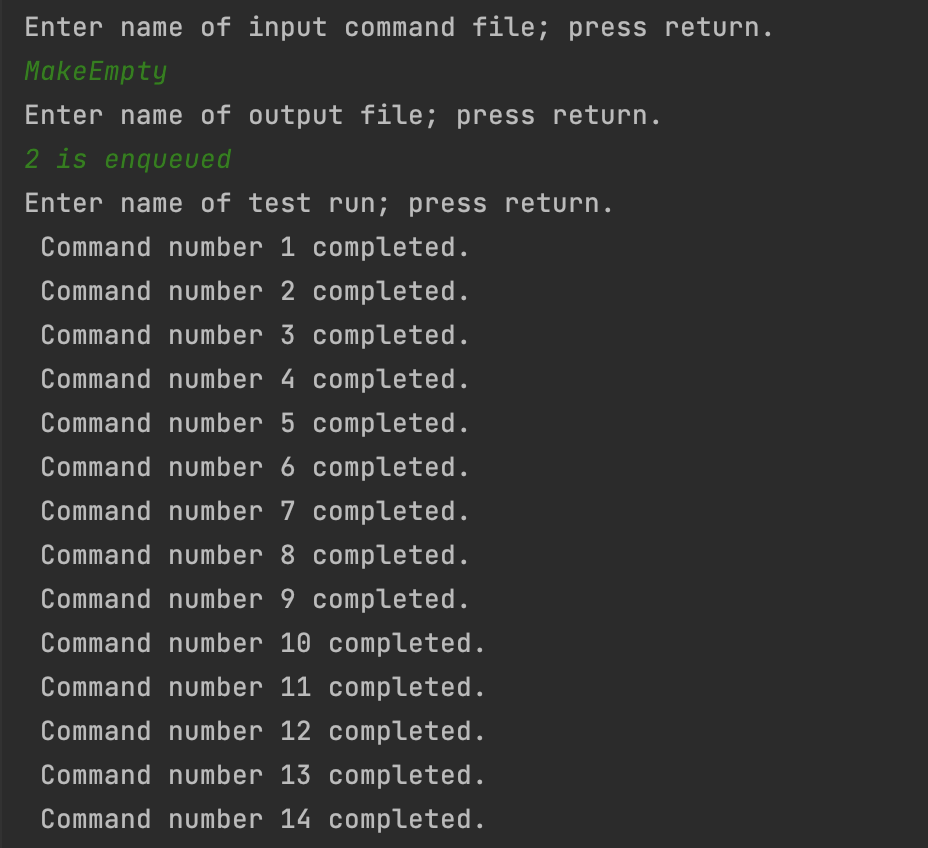 Enter name of input command file; press return.
MakeEmpty
Enter name of output file; press return.
2 is enqueued
Enter name of test run; press return.
Command number 1 completed.
Command number 2 completed.
Command number 3 completed.
Command number 4 completed.
Command number 5 completed.
Command number 6 completed.
Command number 7 completed.
Command number 8 completed.
Command number 9 completed.
Command number 10 completed.
Command number 11 completed.
Command number 12 completed.
Command number 13 completed.
Command number 14 completed.